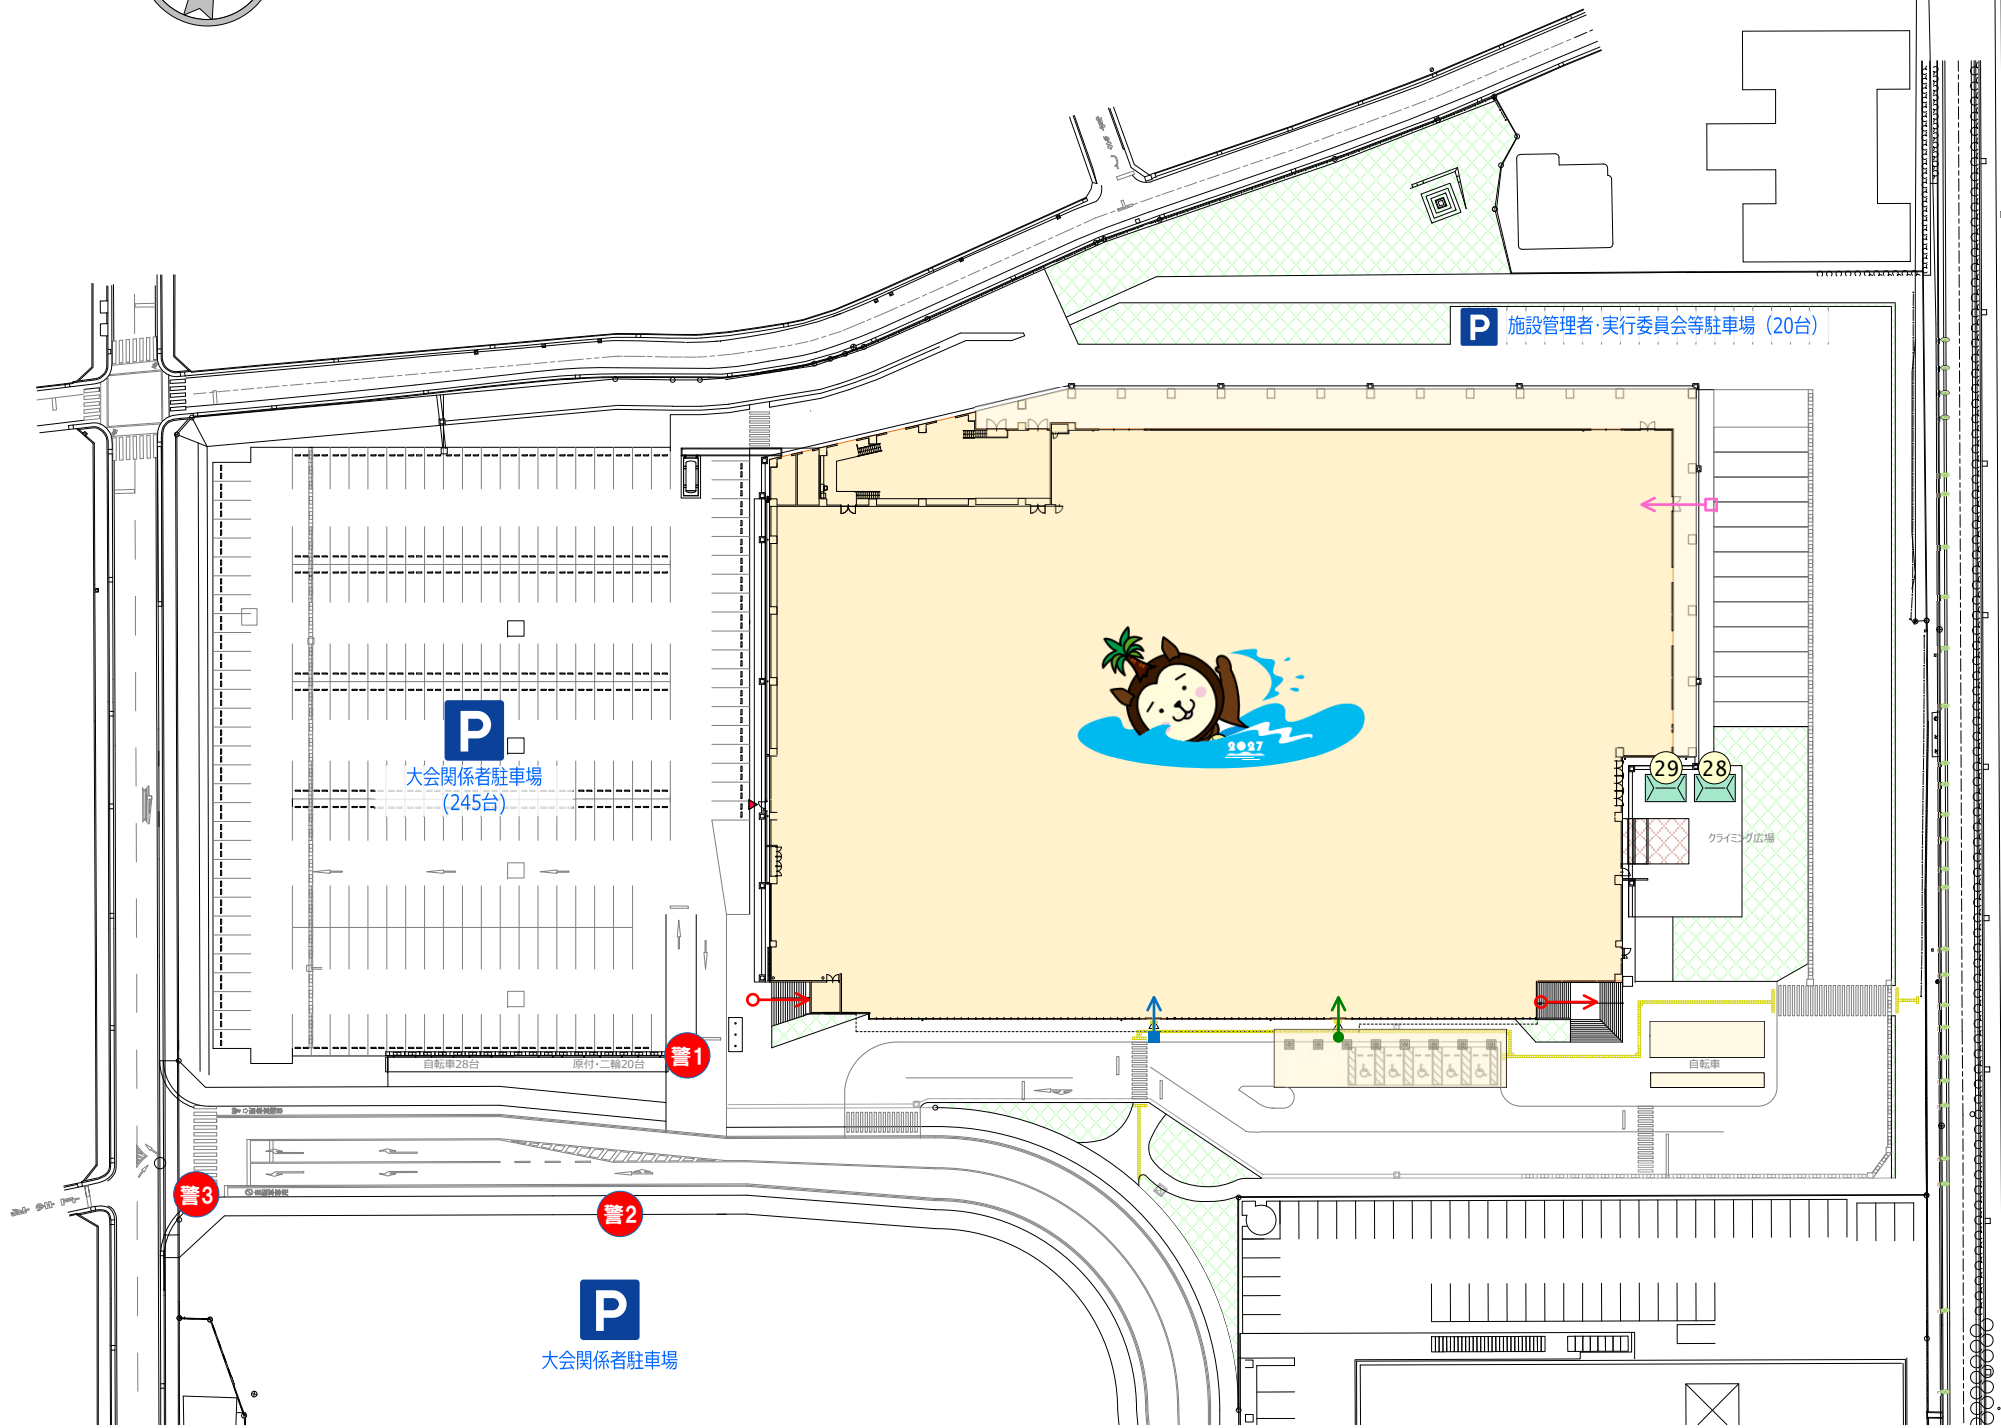 P 施設管理者・実行委員会等駐車場（20台）
P
大会関係者駐車場
(245台)
2027
29 28
クライミング広場
警1
自転車28台 原付・二輪20台
自転車
警3
警2
P
大会関係者駐車場